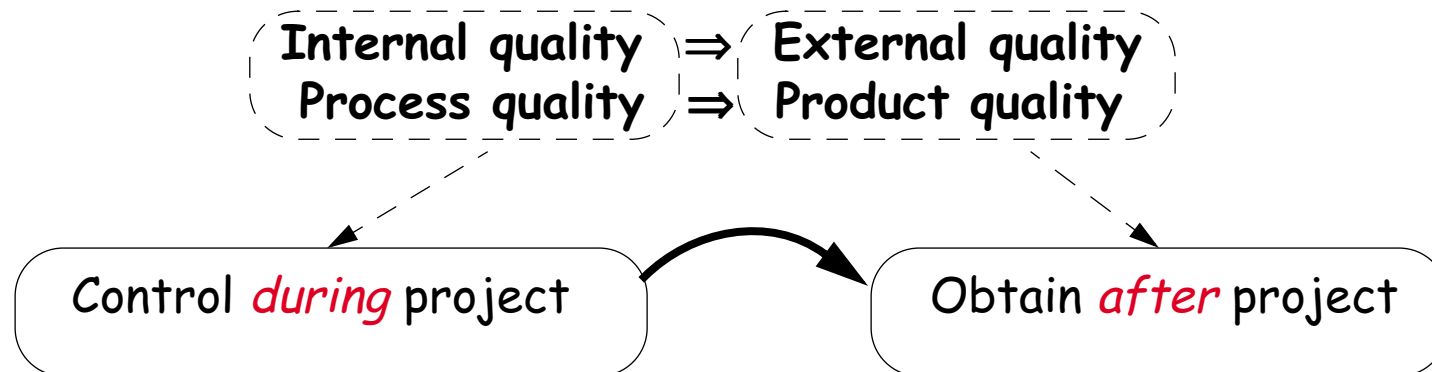 Internal quality ⇒ External quality
Process quality ⇒ Product quality
Control during project
Obtain after project